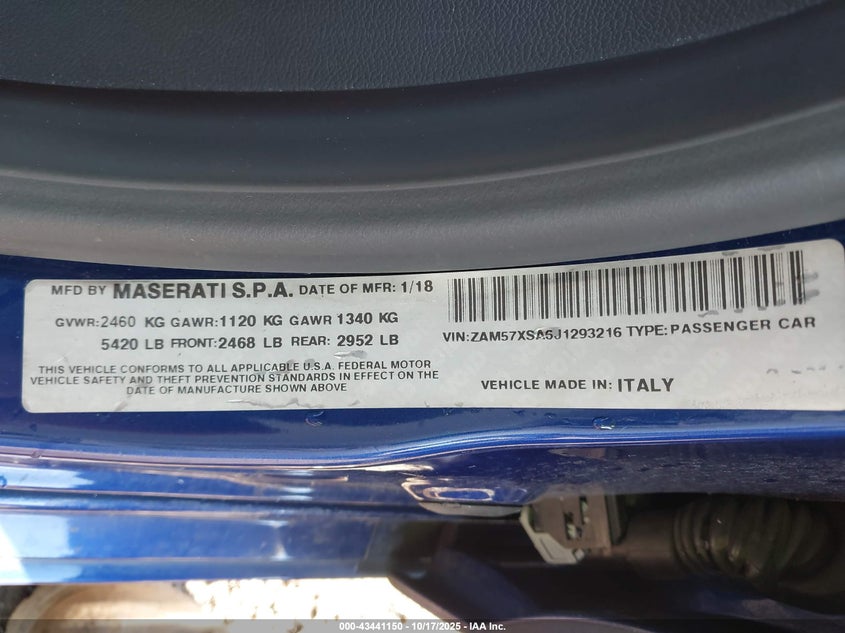 MFD BY MASERATI S.P.A. DATE OF MFR: 1/18
GVWR:2460 KG GAWR:1120 KG GAWR 1340 KG
5420 LB FRONT:2468 LB REAR: 2952 LB
THIS VEHICLE CONFORMS TO ALL APPLICABLE U.S.A. FEDERAL MOTOR
VEHICLE SAFETY AND THEFT PREVENTION STANDARDS IN EFFECT ON THE
DATE OF MANUFACTURE SHOWN ABOVE
VIN:ZAM57XSA5J1293216 TYPE:PASSENGER CAR
VEHICLE MADE IN: ITALY
000-43441150 - 10/17/2025 - IAA Inc.